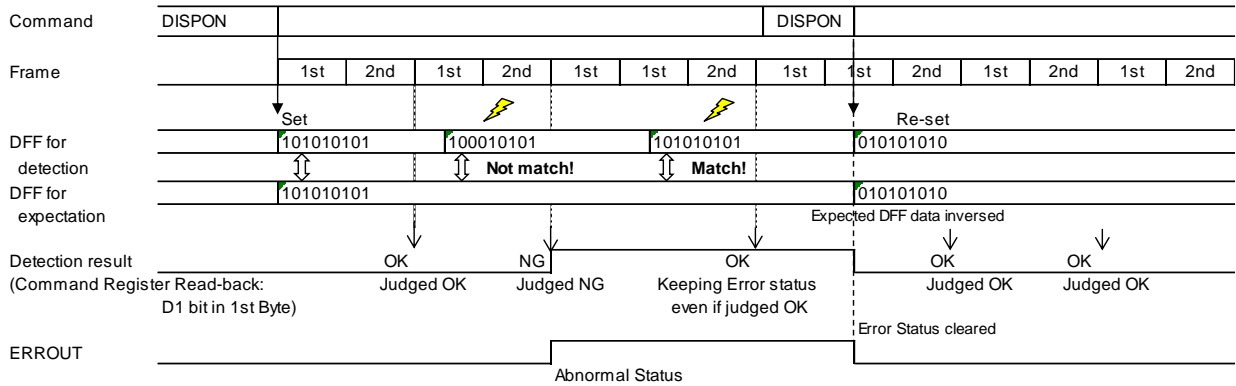 Command DISPON DISPON
Frame 1st 2nd 1st 2nd 1st 1st 2nd 1st 1st 2nd 1st 2nd 1st 2nd
Set Re-set
DFF for 101010101 100010101 101010101 010101010
detection Not match! Match!
DFF for 101010101 010101010
expectation Expected DFF data inversed
Detection result OK NG OK OK OK
(Command Register Read-back: Judged OK Judged NG Keeping Error status Judged OK Judged OK
D1 bit in 1st Byte) even if judged OK
Error Status cleared
ERROUT
Abnormal Status